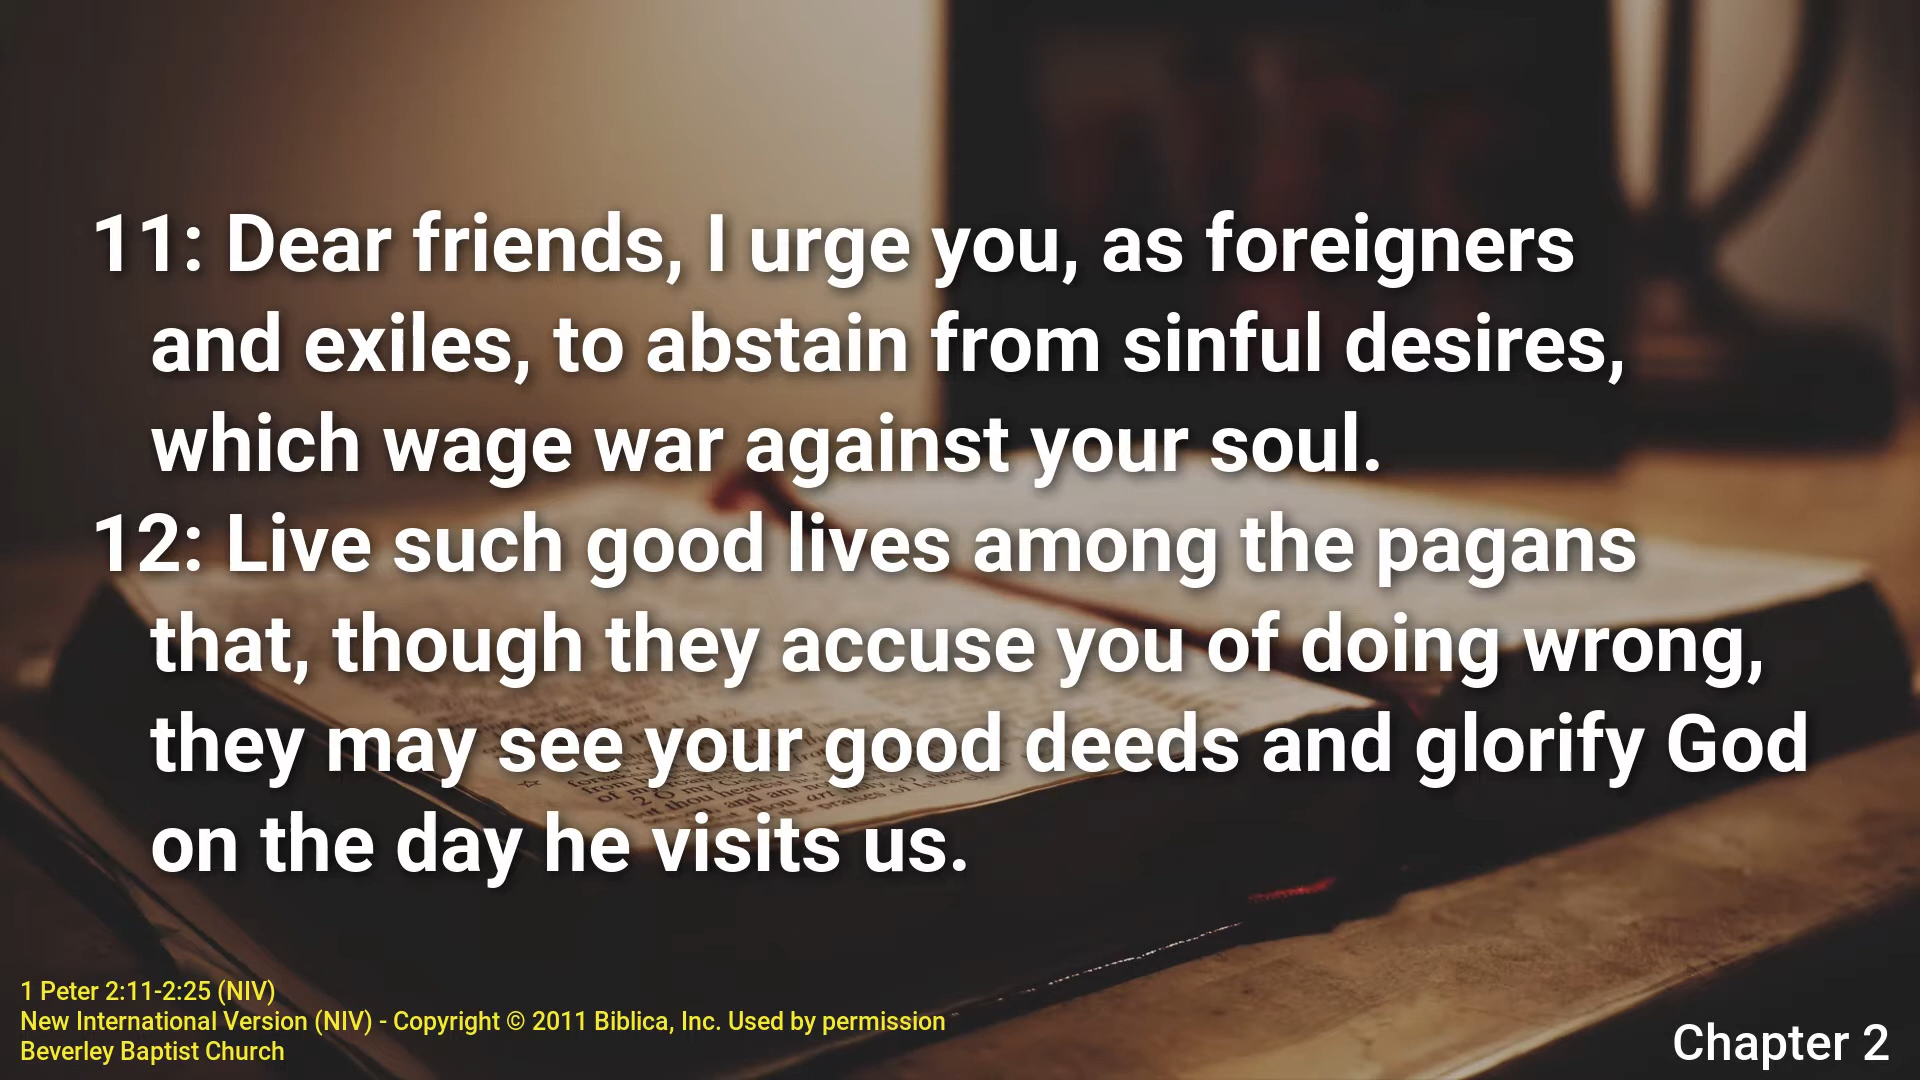 11: Dear friends, I urge you, as foreigners
and exiles, to abstain from sinful desires,
which wage war against your soul.
12: Live such good lives among the pagans
that, though they accuse you of doing wrong,
they may see your good deeds and glorify God
on the day he visits us.
1 Peter 2:11-2:25 (NIV)
New International Version (NIV) - Copyright © 2011 Biblica, Inc. Used by permission
Beverley Baptist Church
Chapter 2